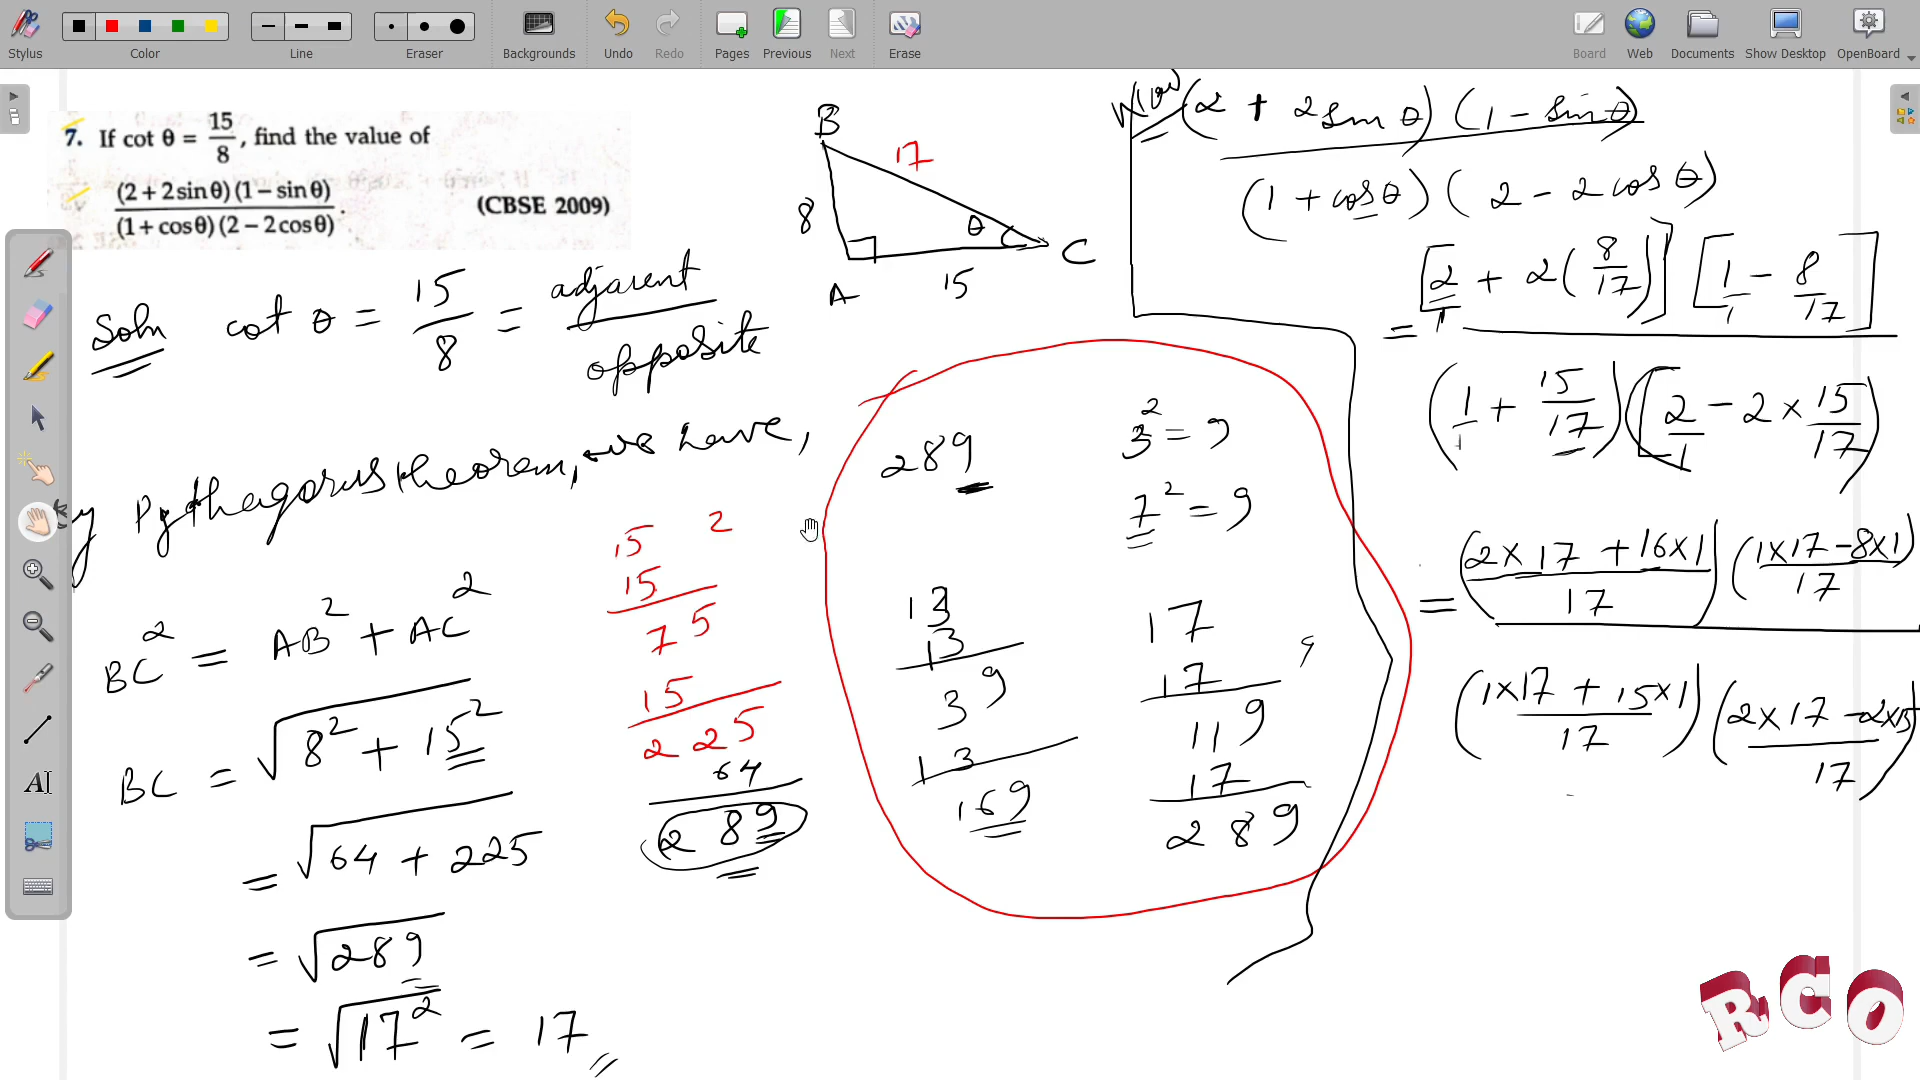 Stylus Color Line Eraser Backgrounds Undo Redo Pages Previous Next Erase Board Web Documents Show Desktop OpenBoard
7. If cot θ = 15/8, find the value of
(2 + 2 sin θ) (1 − sin θ)
(1 + cos θ) (2 − 2 cos θ) .
(CBSE 2009)
B
17
8
θ
A
15
C
Soln cot θ = 15/8 = adjacent/opposite
y Pythagorus theorem, we have,
BC² = AB² + AC²
BC = √8² + 15²
= √64 + 225
= √289
= √17² = 17
15 2
15
75
15
225
64
289
289
3² = 9
7² = 9
13
13
39
13
169
17
17
119
17
289
9
Now (2 + 2 sin θ) (1 − sin θ)
(1 + cos θ) (2 − 2 cos θ)
= [2/1 + 2(8/17)] [1/1 − 8/17]
(1/1 + 15/17) [2/1 − 2 × 15/17)
= (2×17 + 16×1/17) (1×17 − 8×1/17)
(1×17 + 15×1/17) (2×17 − 2×15/17)
AI
RCO